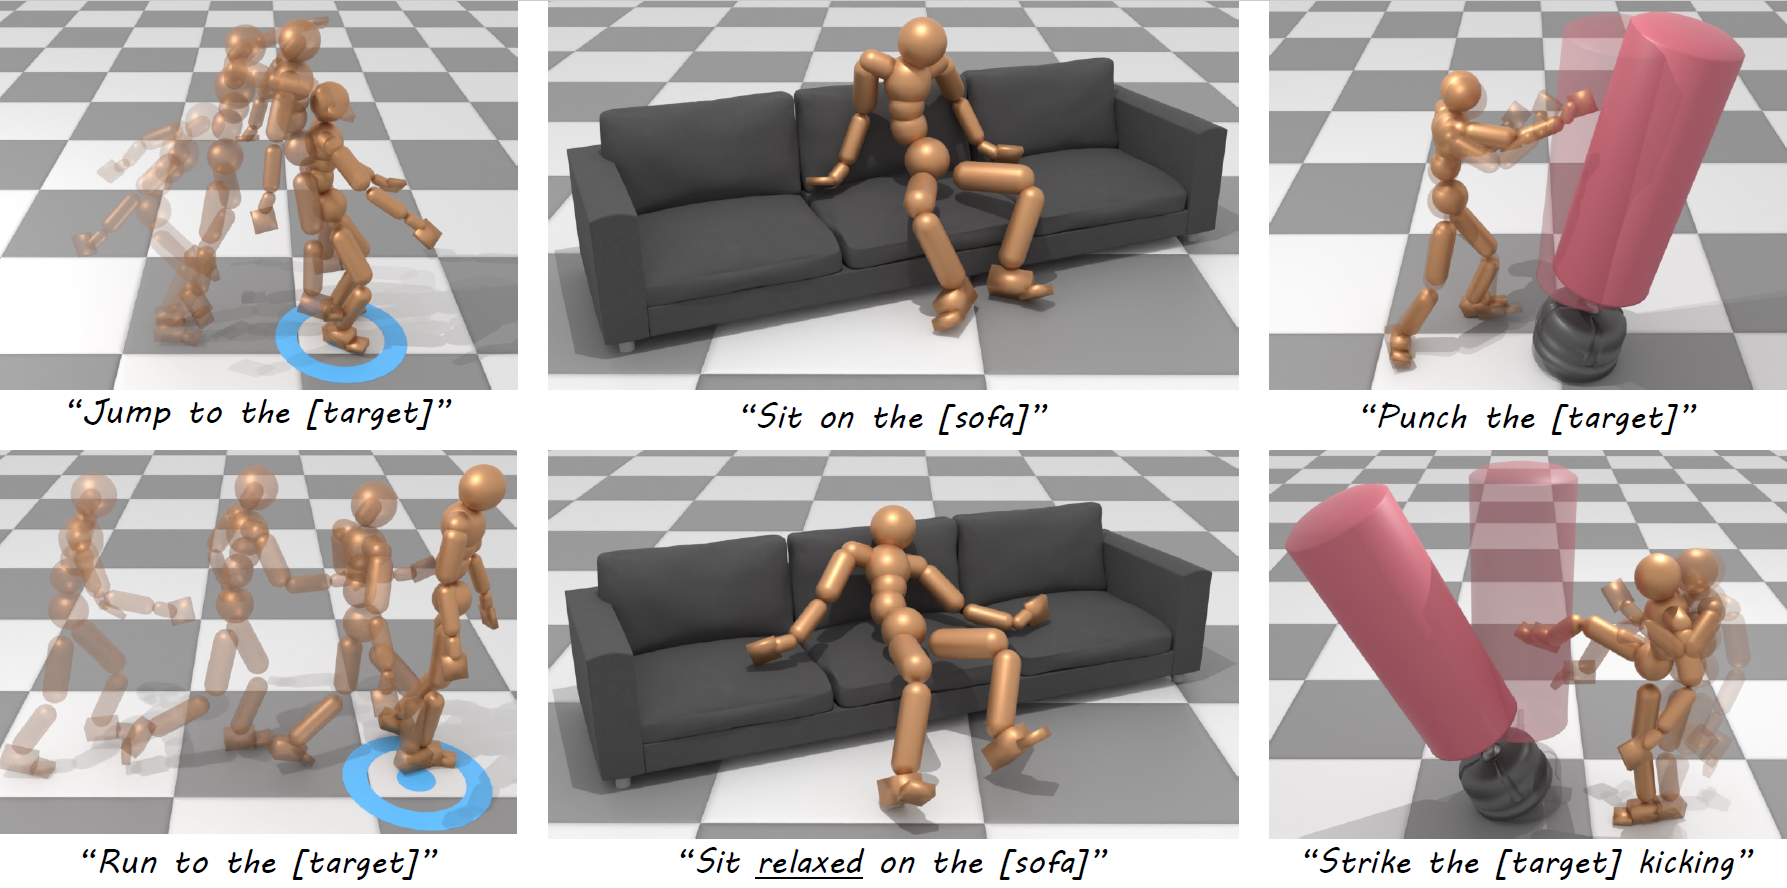 “Jump to the [target]”
“Sit on the [sofa]”
“Punch the [target]”
“Run to the [target]”
“Sit relaxed on the [sofa]”
“Strike the [target] kicking”